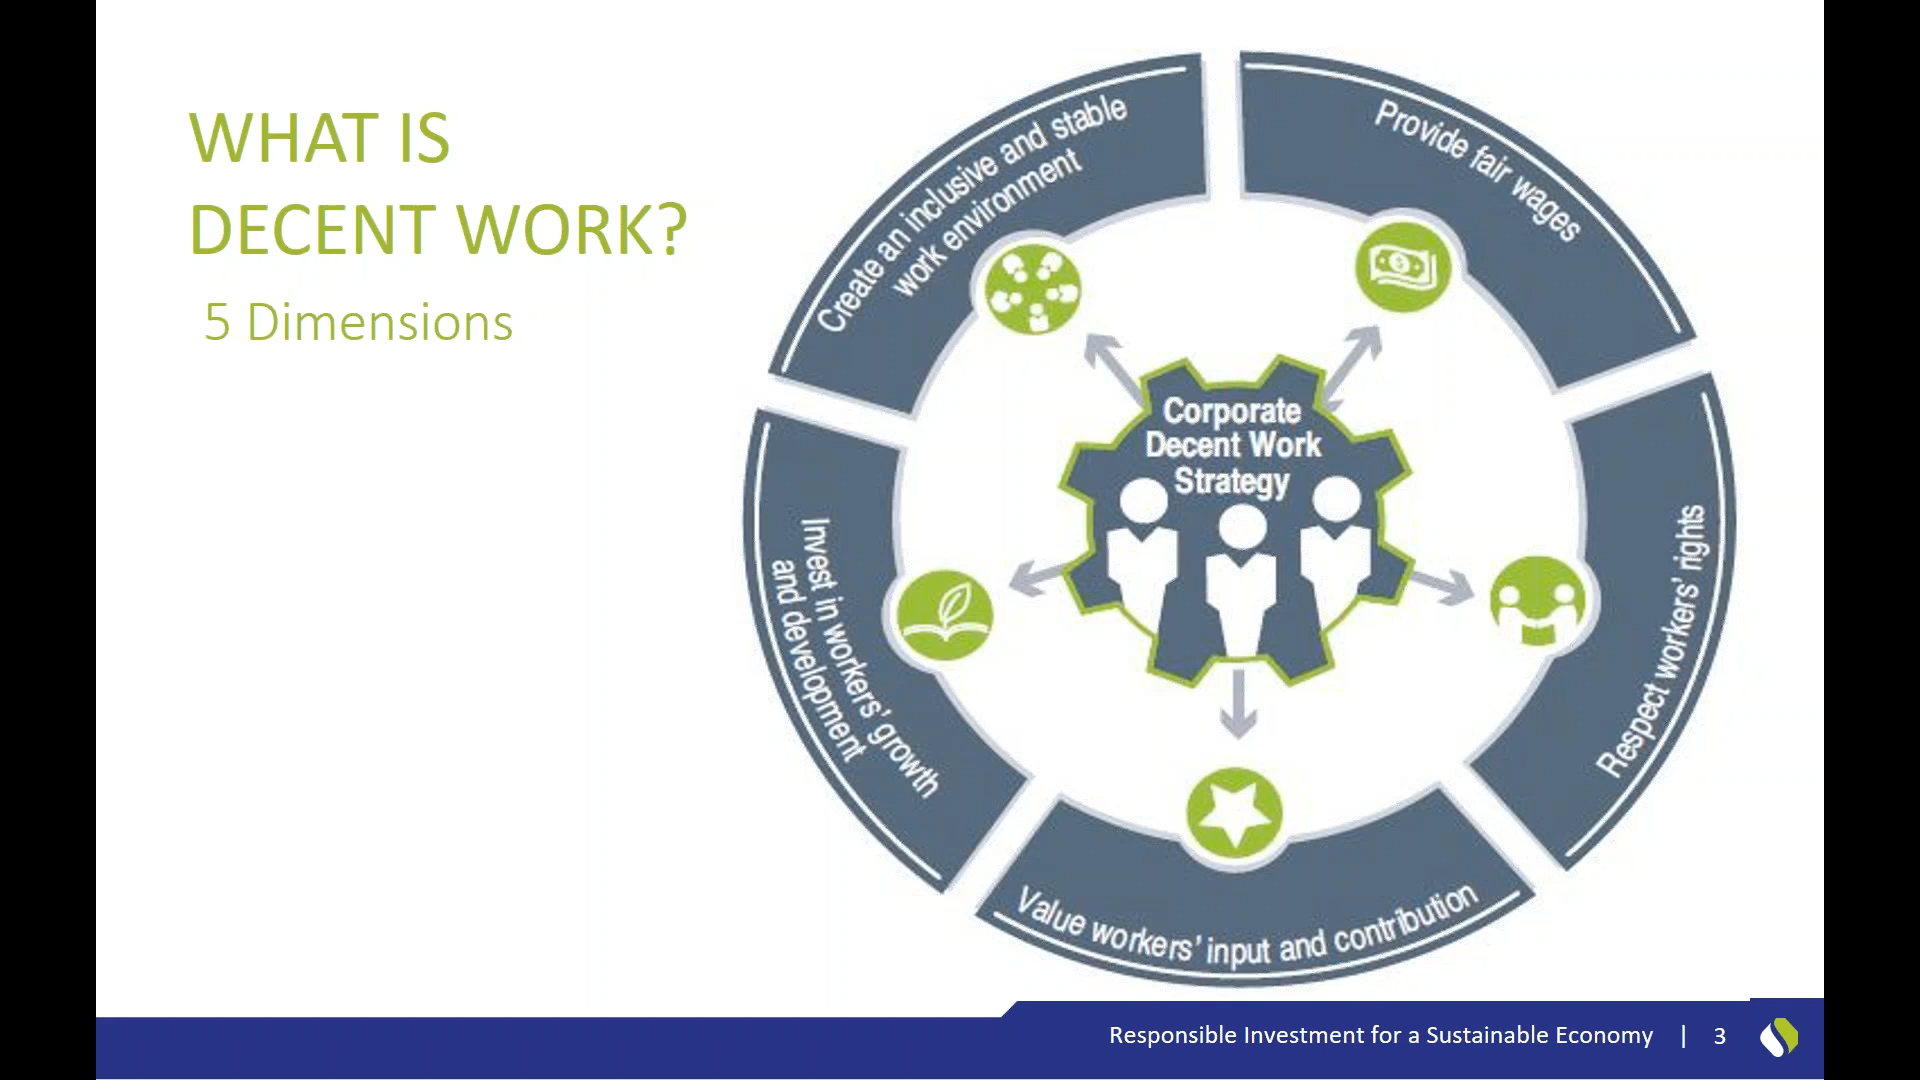 WHAT IS
DECENT WORK?
5 Dimensions
Create an inclusive and stable
work environment
Provide fair wages
Corporate
Decent Work
Strategy
Respect workers' rights
Invest in workers' growth
and development
Value workers' input and contribution
Responsible Investment for a Sustainable Economy | 3